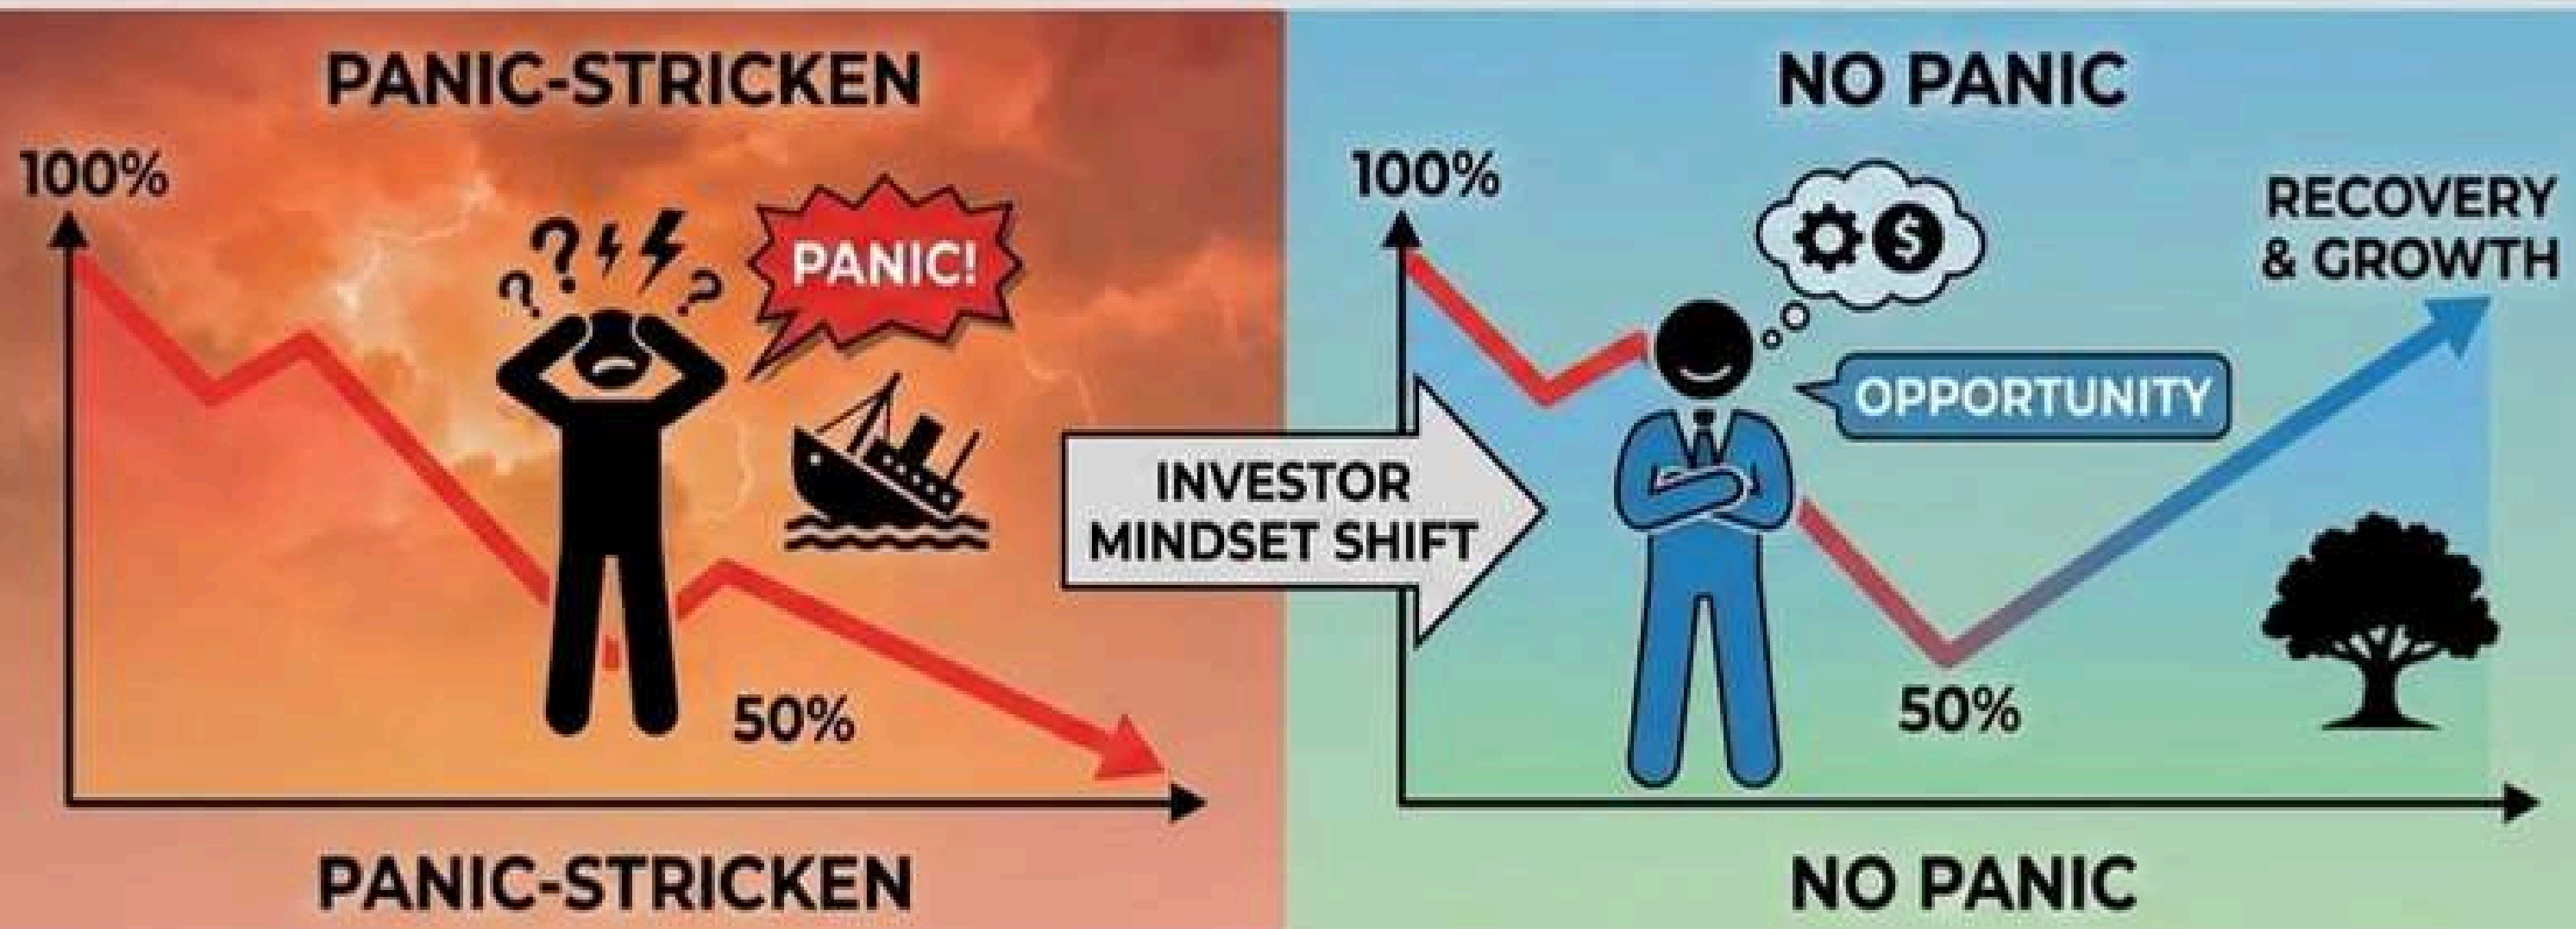 PANIC-STRICKEN
100%
? ? ?
PANIC!
50%
PANIC-STRICKEN
INVESTOR
MINDSET SHIFT
NO PANIC
100%
$
RECOVERY
& GROWTH
OPPORTUNITY
50%
NO PANIC